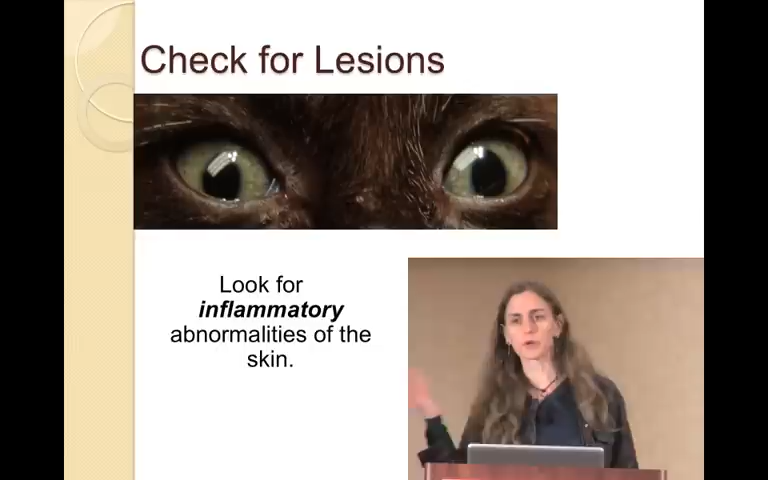 Check for Lesions
Look for
inflammatory
abnormalities of the
skin.